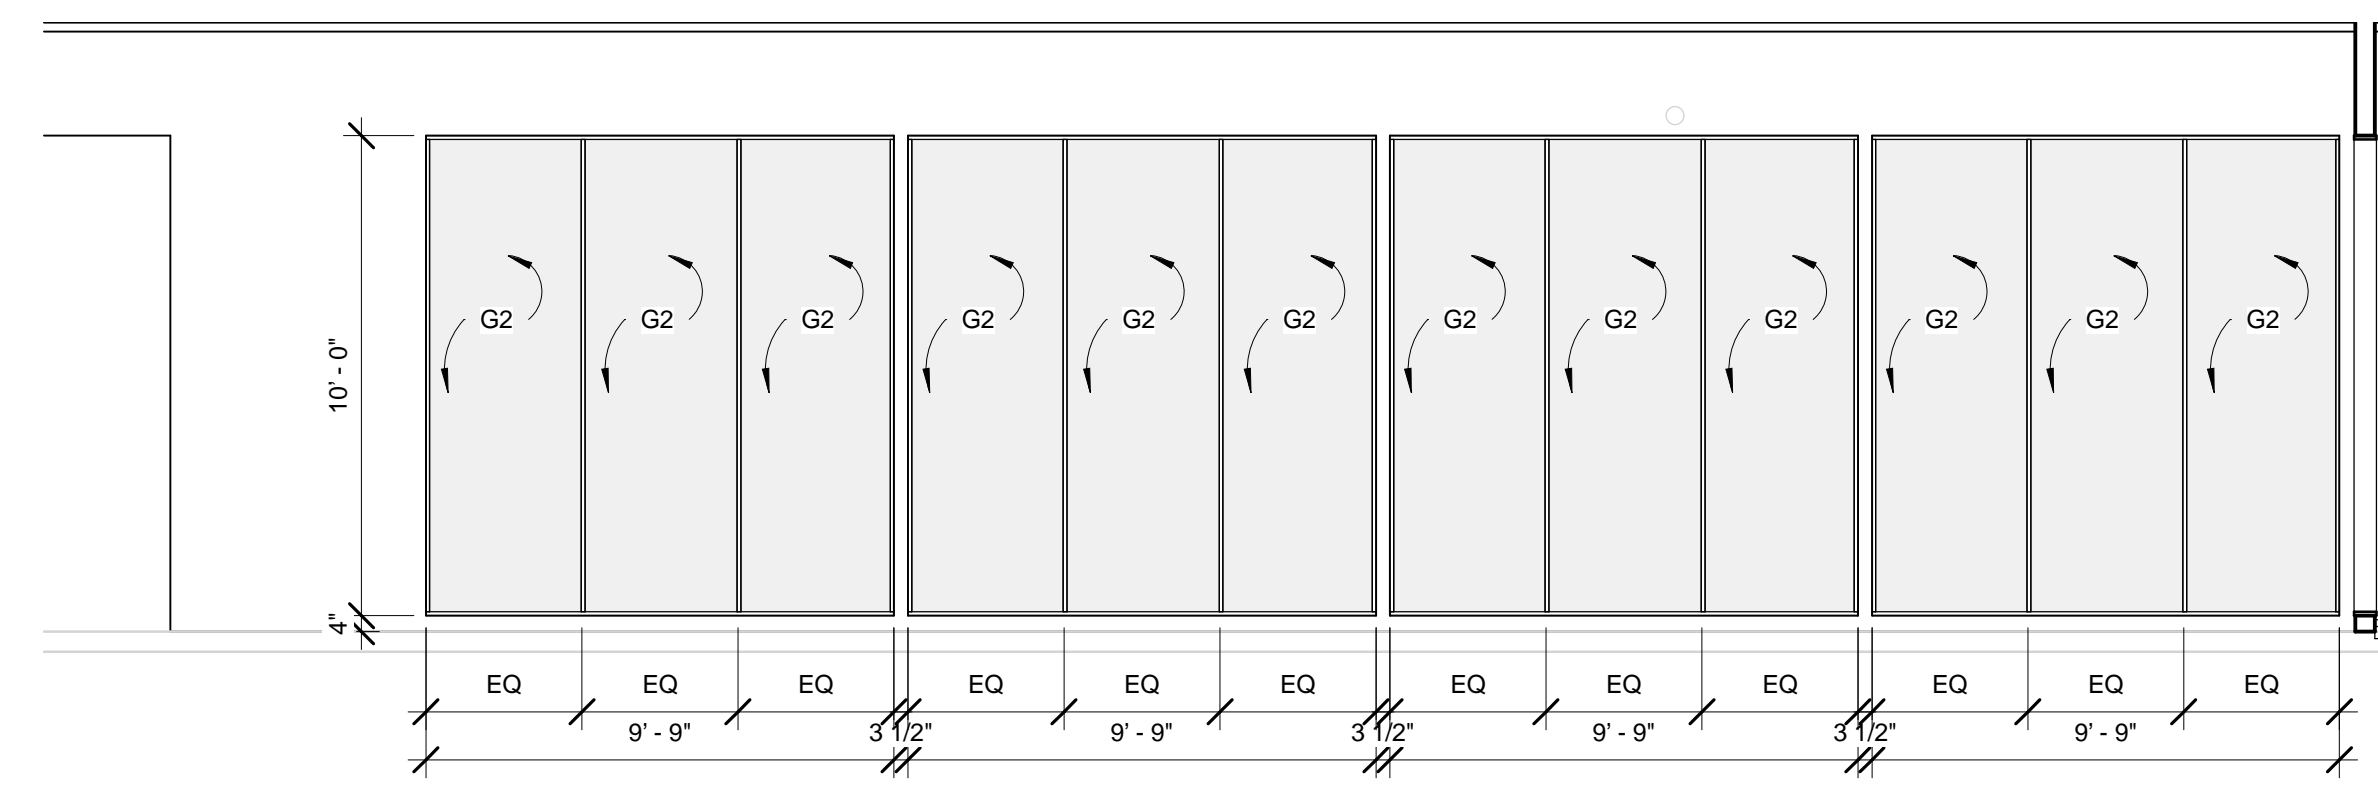 G2 G2 G2 G2 G2 G2 G2 G2 G2 G2 G2 G2
10' - 0"
4"
EQ EQ EQ EQ EQ EQ EQ EQ EQ EQ EQ EQ
9' - 9" 3 1/2" 9' - 9" 3 1/2" 9' - 9" 3 1/2" 9' - 9"